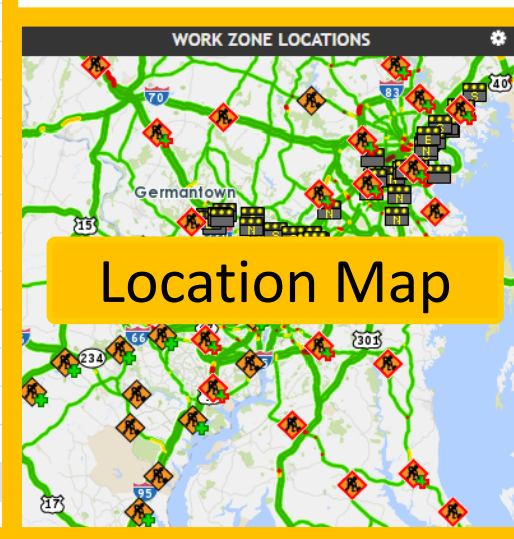 WORK ZONE LOCATIONS
40
83
70
Germantown
15
N
N
N
S
Location Map
66
301
234
95
17